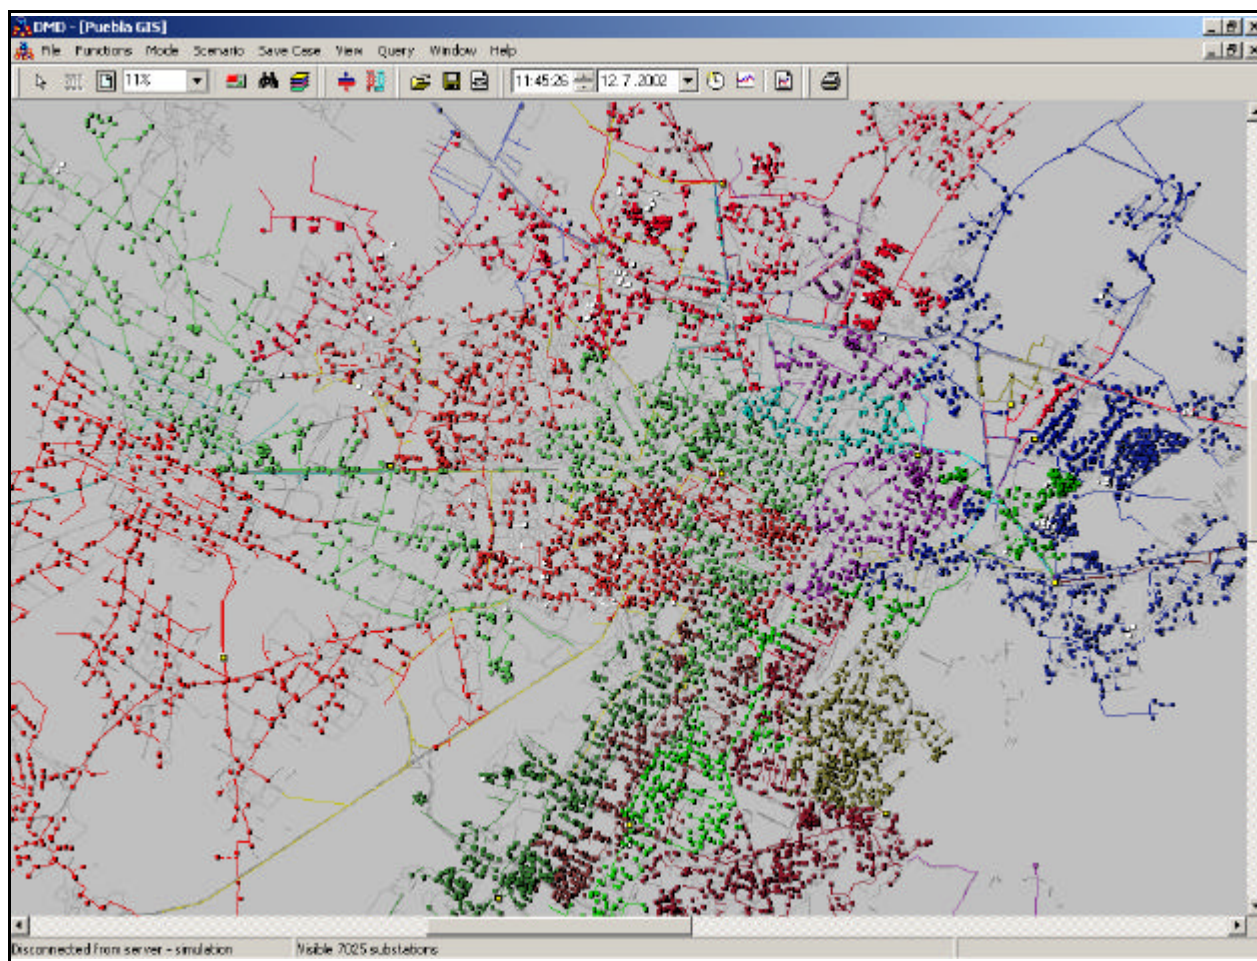 DMD - [Puebla GIS]
File Functions Mode Scenario Save Case View Query Window Help
11% 11:45:26 12. 7 .2002
Disconnected from server - simulation Visible 7025 substations